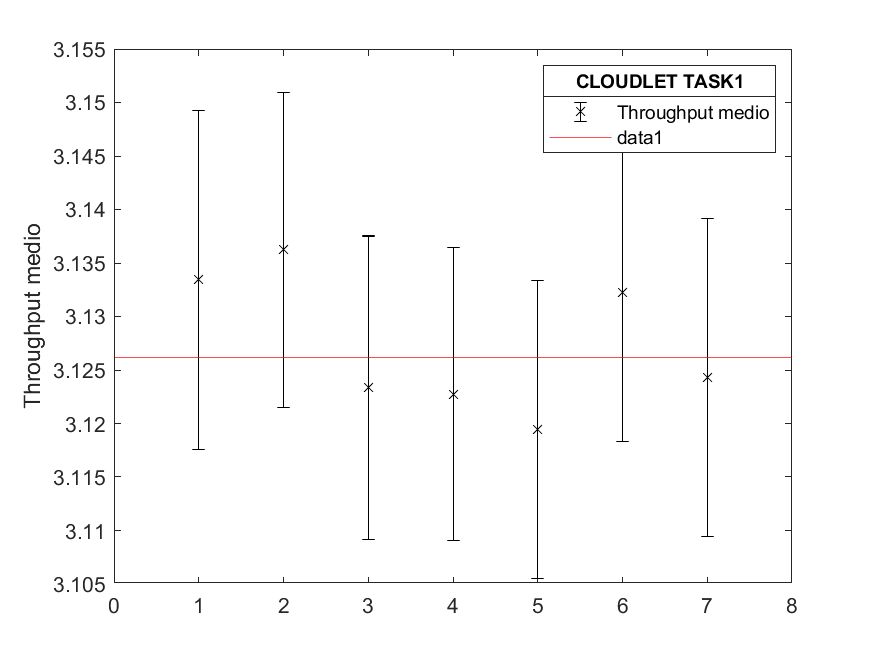 3.155
3.15
3.145
3.14
3.135
3.13
3.125
3.12
3.115
3.11
3.105
Throughput medio
CLOUDLET TASK1
Throughput medio
data1
0 1 2 3 4 5 6 7 8